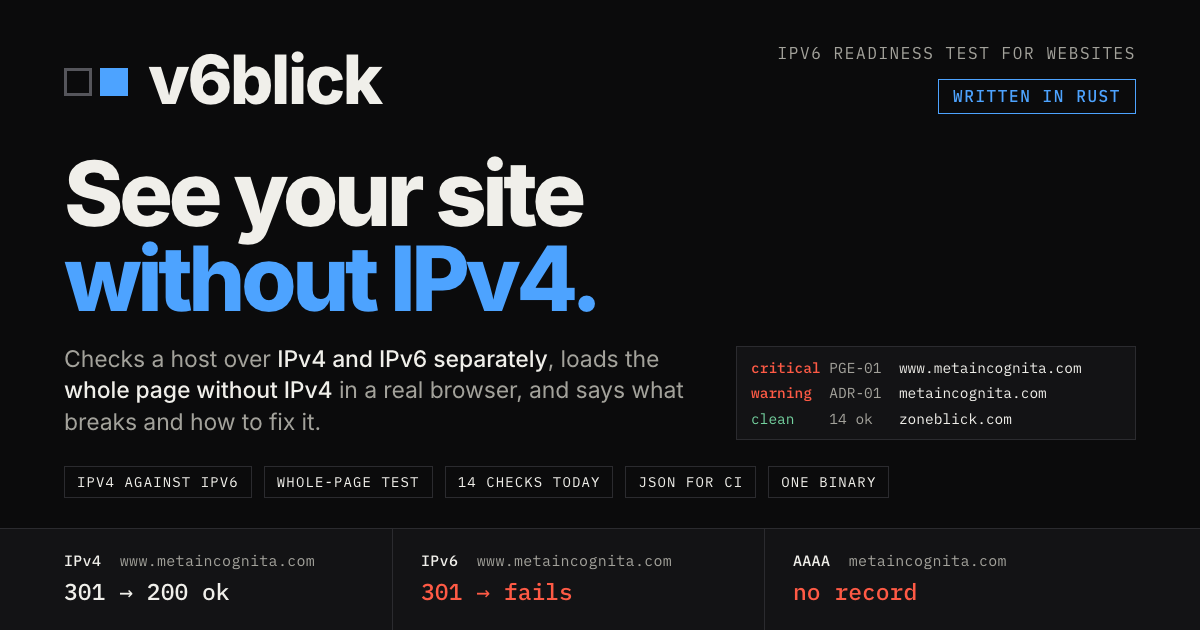 v6blick
IPV6 READINESS TEST FOR WEBSITES
WRITTEN IN RUST
See your site
without IPv4.
Checks a host over IPv4 and IPv6 separately, loads the
whole page without IPv4 in a real browser, and says what
breaks and how to fix it.
critical PGE-01 www.metaincognita.com
warning ADR-01 metaincognita.com
clean 14 ok zoneblick.com
IPV4 AGAINST IPV6
WHOLE-PAGE TEST
14 CHECKS TODAY
JSON FOR CI
ONE BINARY
IPv4 www.metaincognita.com
301 → 200 ok
IPv6 www.metaincognita.com
301 → fails
AAAA metaincognita.com
no record